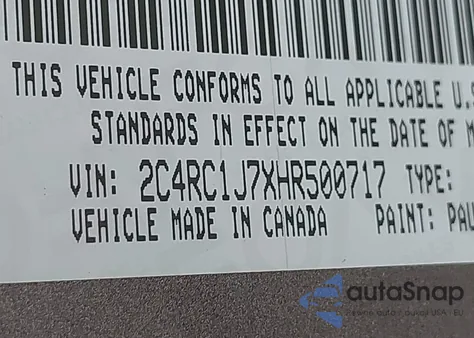 THIS VEHICLE CONFORMS TO ALL APPLICABLE U.S
STANDARDS IN EFFECT ON THE DATE OF M
VIN: 2C4RC1J7XHR500717 TYPE:
VEHICLE MADE IN CANADA PAINT: PAU
autaSnap